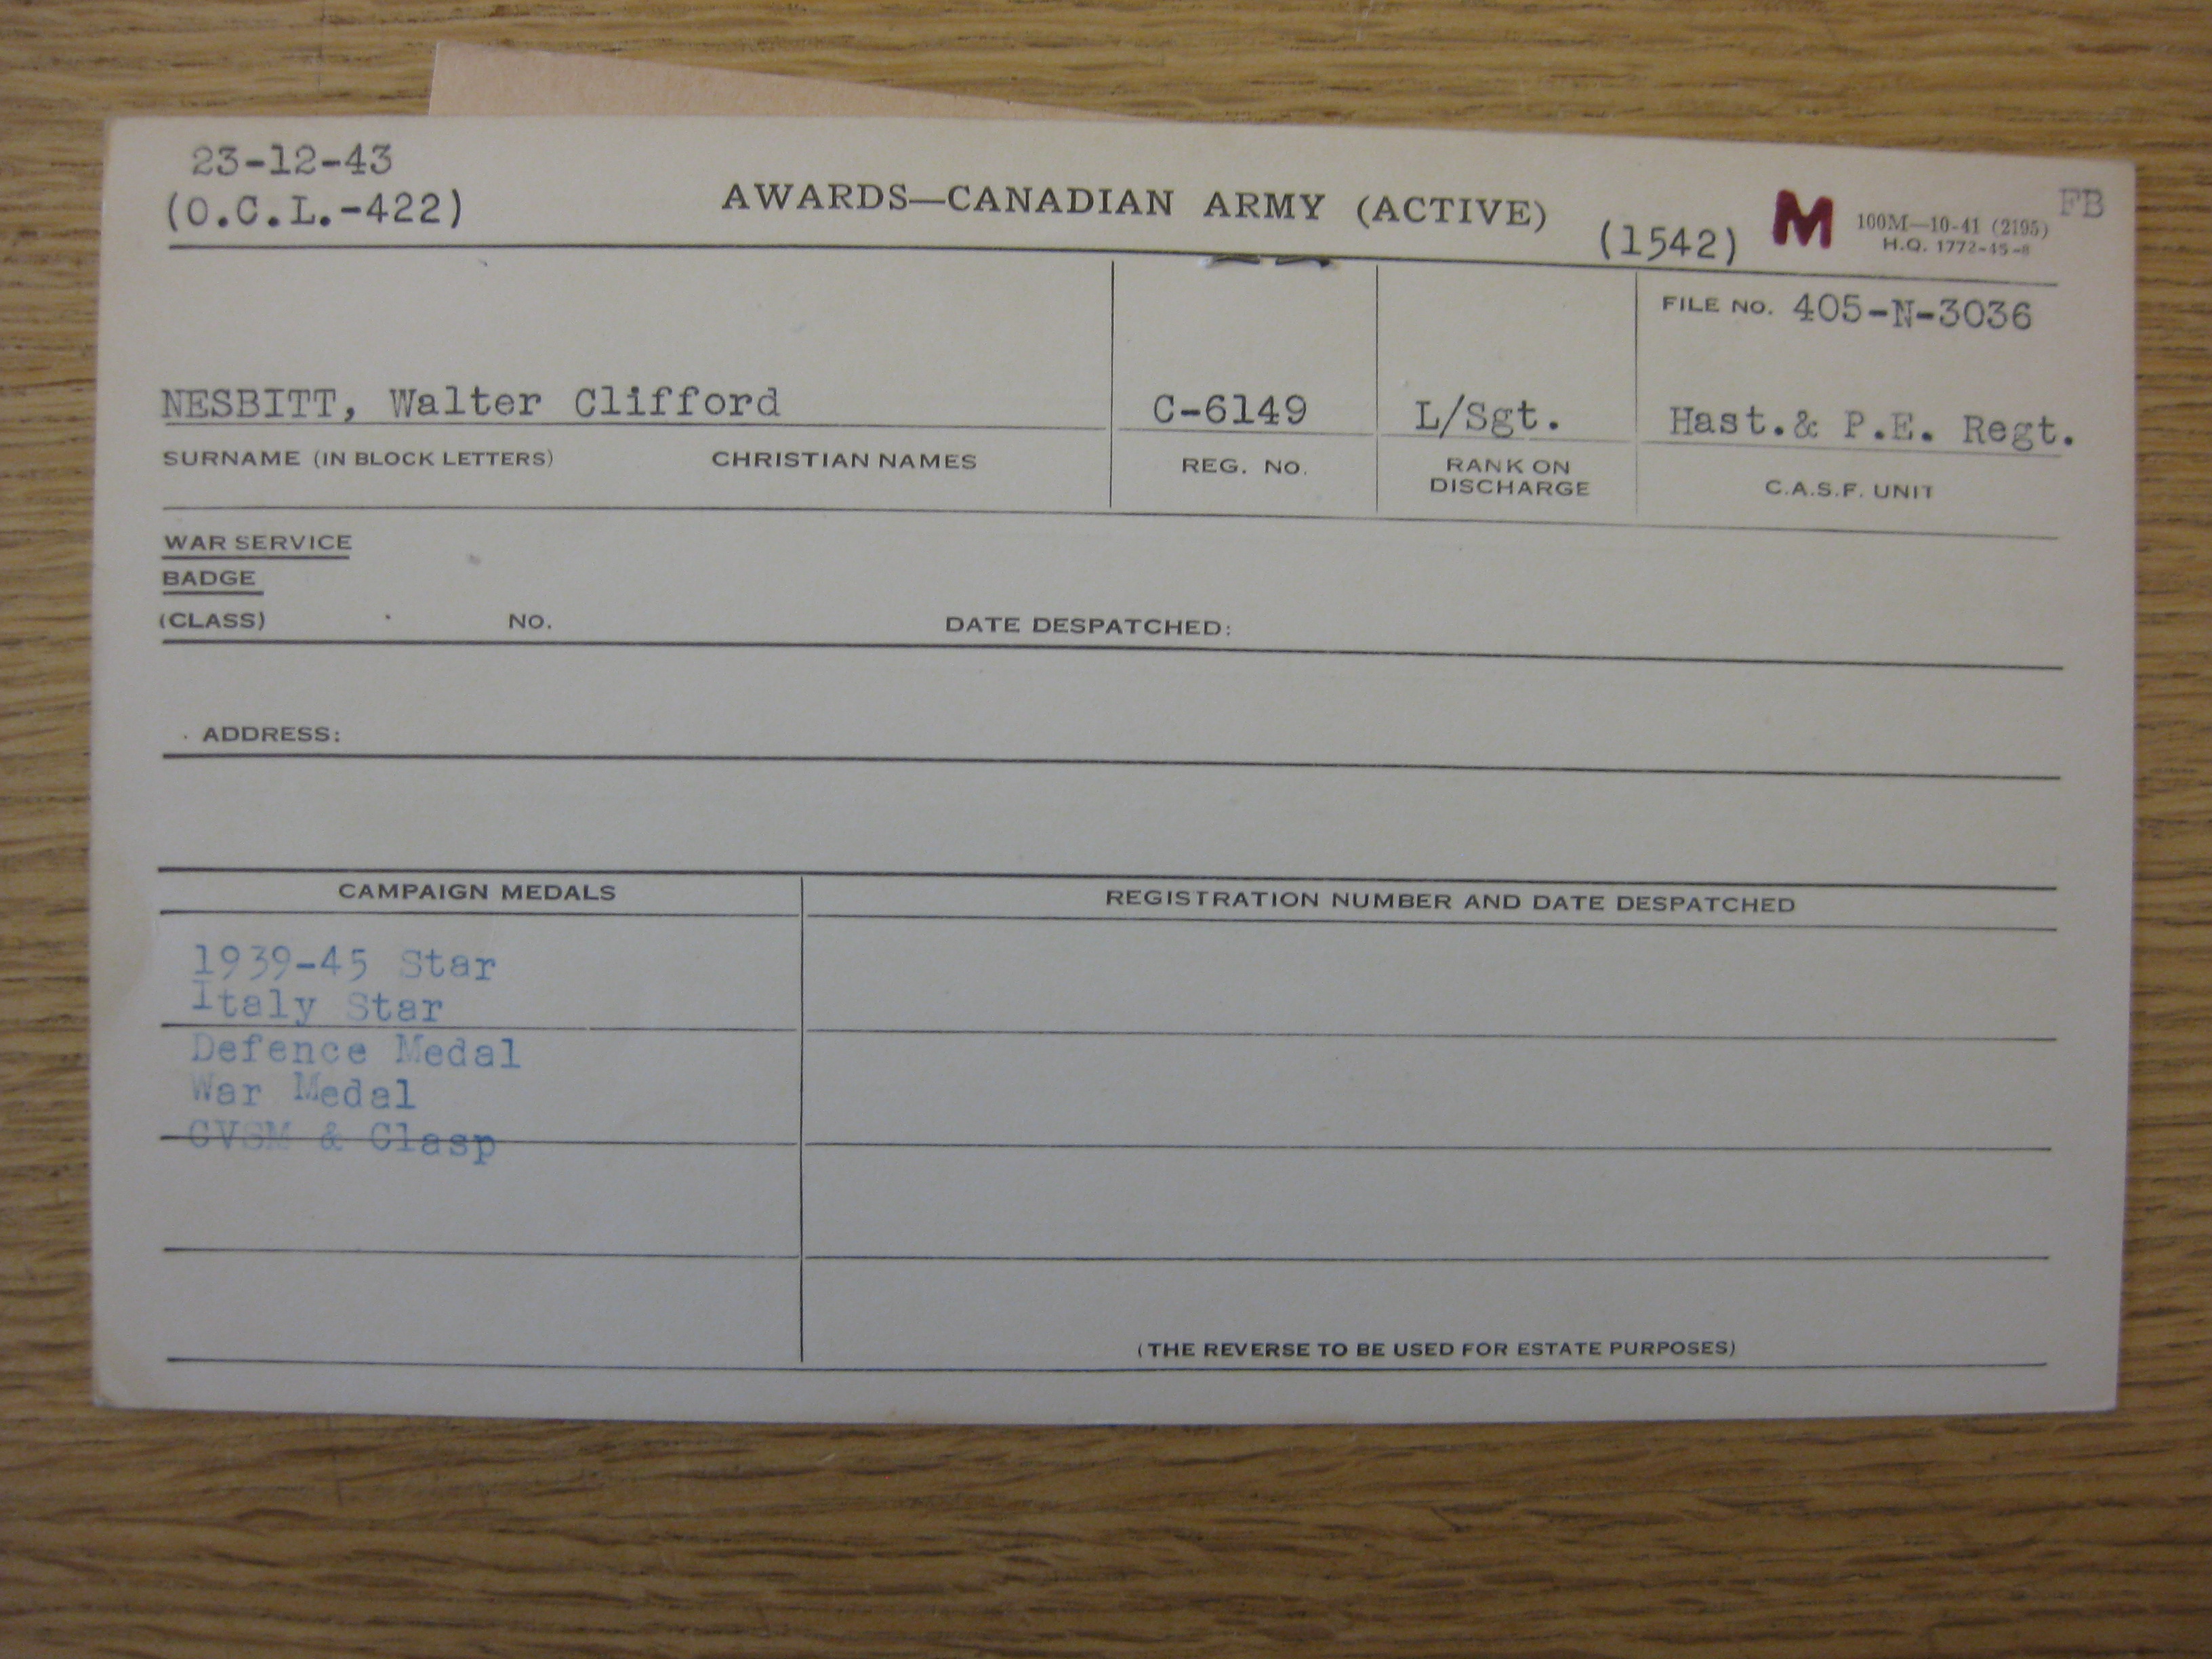 23-12-43
(O.C.L.-422)
AWARDS—CANADIAN ARMY (ACTIVE)
(1542) M
100M—10-41 (2195)
H.Q. 1772-45-8
FB
FILE NO. 405-N-3036
NESBITT, Walter Clifford C-6149 L/Sgt. Hast.& P.E. Regt.
SURNAME (IN BLOCK LETTERS) CHRISTIAN NAMES REG. NO. RANK ON DISCHARGE C.A.S.F. UNIT
WAR SERVICE
BADGE
(CLASS) NO. DATE DESPATCHED:
ADDRESS:
CAMPAIGN MEDALS REGISTRATION NUMBER AND DATE DESPATCHED
1939-45 Star
Italy Star
Defence Medal
War Medal
CVSM & Clasp
(THE REVERSE TO BE USED FOR ESTATE PURPOSES)